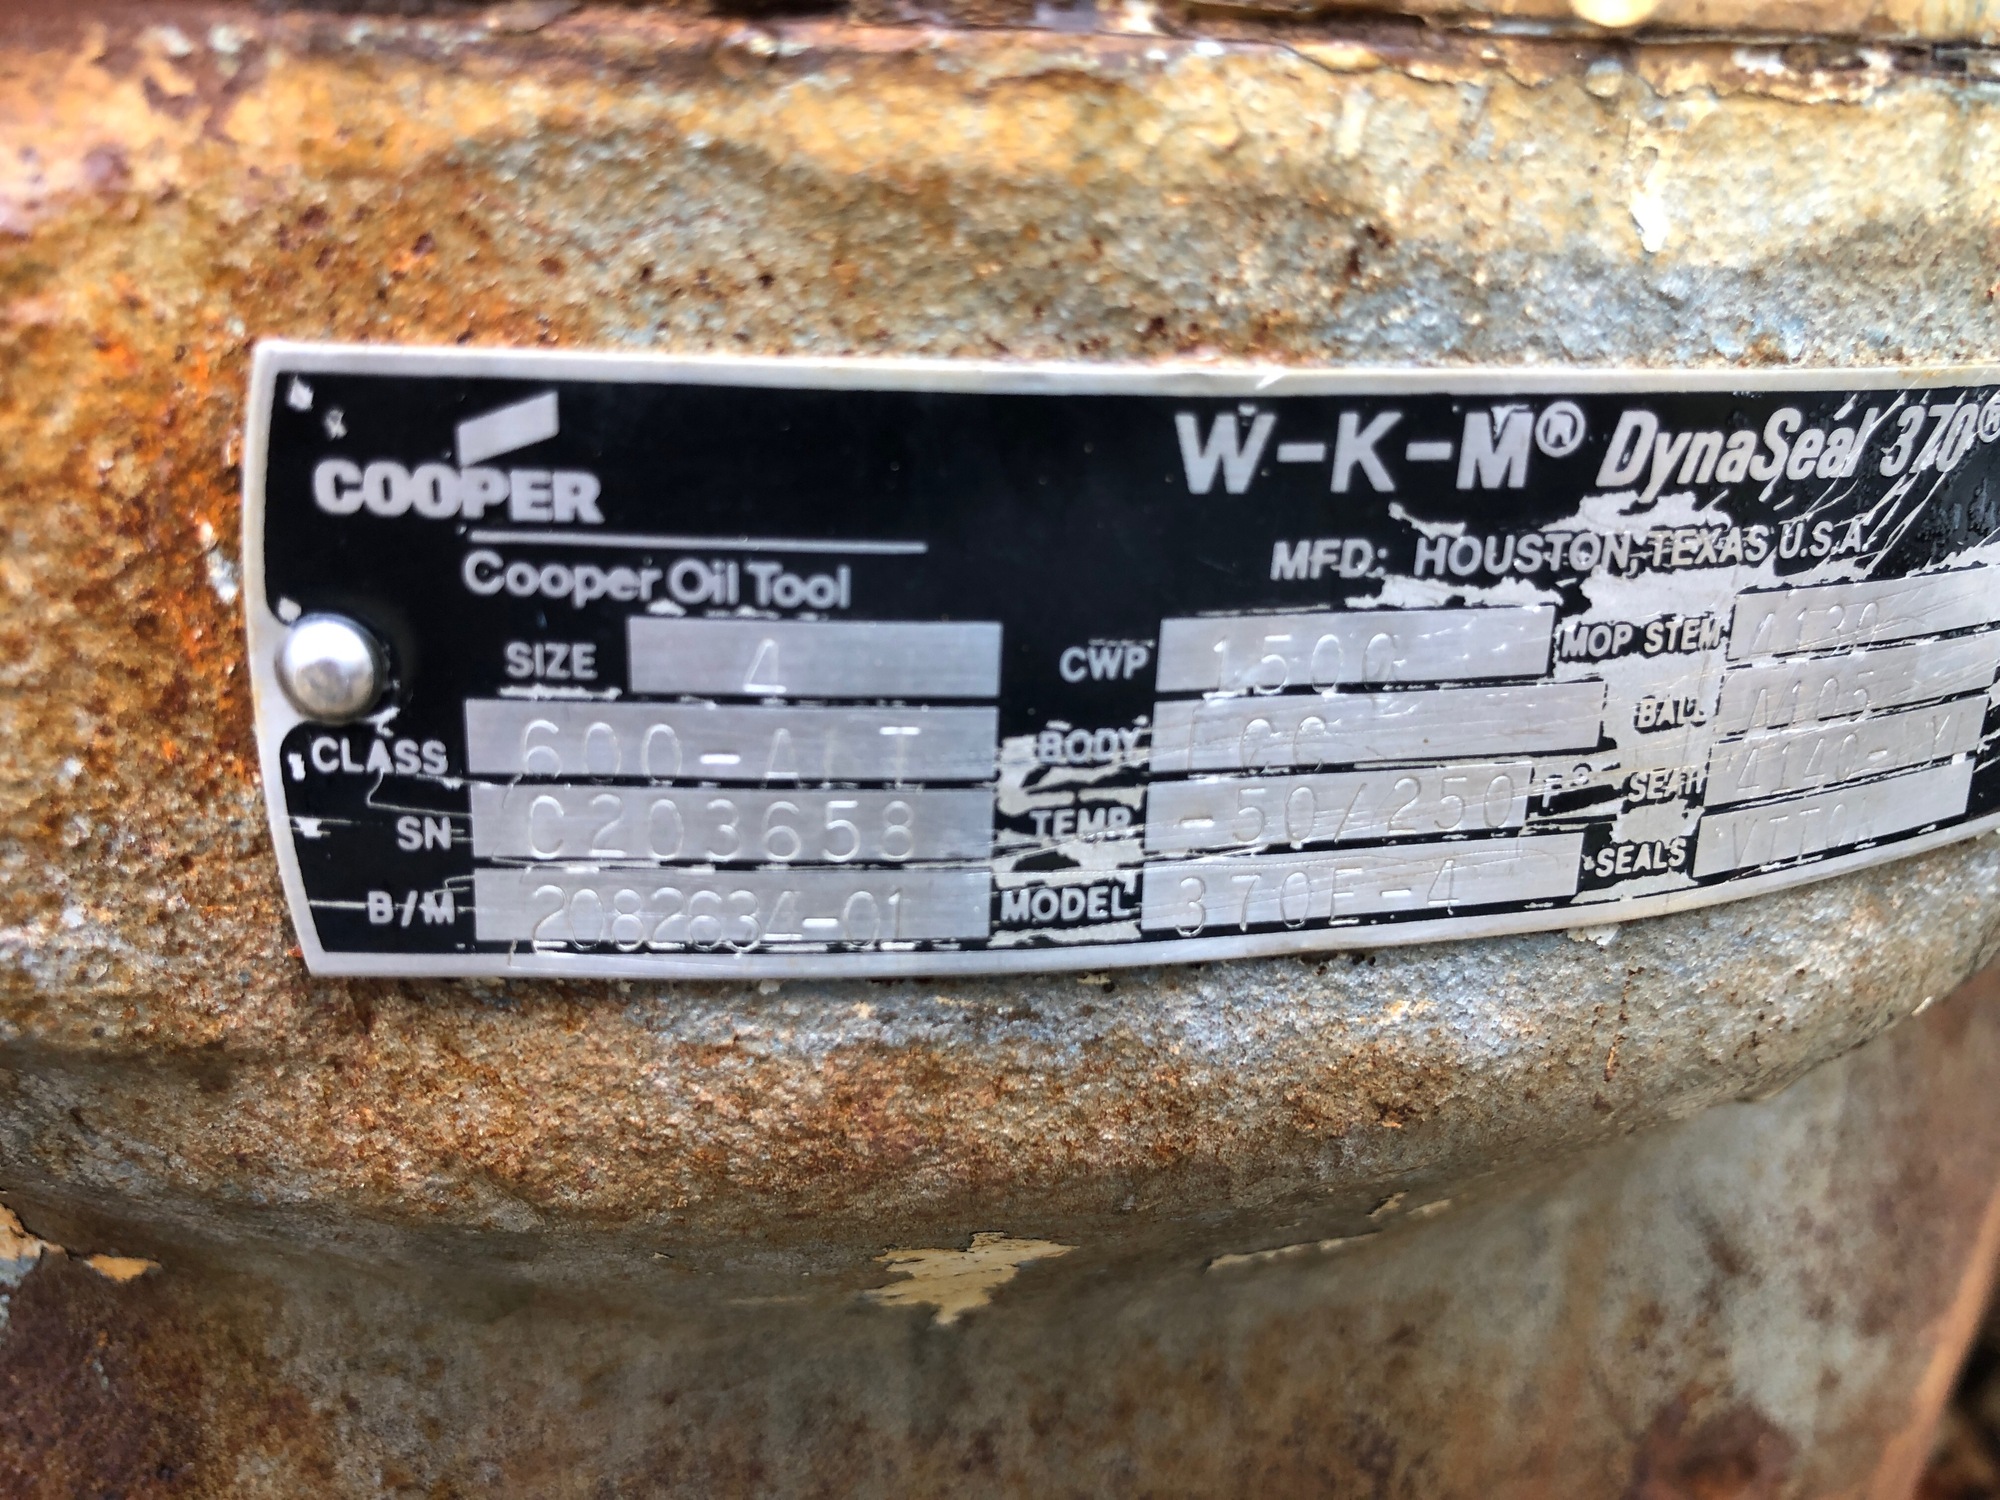 COOPER
Cooper Oil Tool
W-K-M® DynaSeal 370®
MFD: HOUSTON, TEXAS U.S.A.
SIZE 4
CLASS 600-ALT
SN C203658
B/M 2082634-01
CWP 1500
BODY
TEMP -50/250 F°
MODEL 370E-4
MOP STEM 4130
BALL
SEAT
SEALS VITON